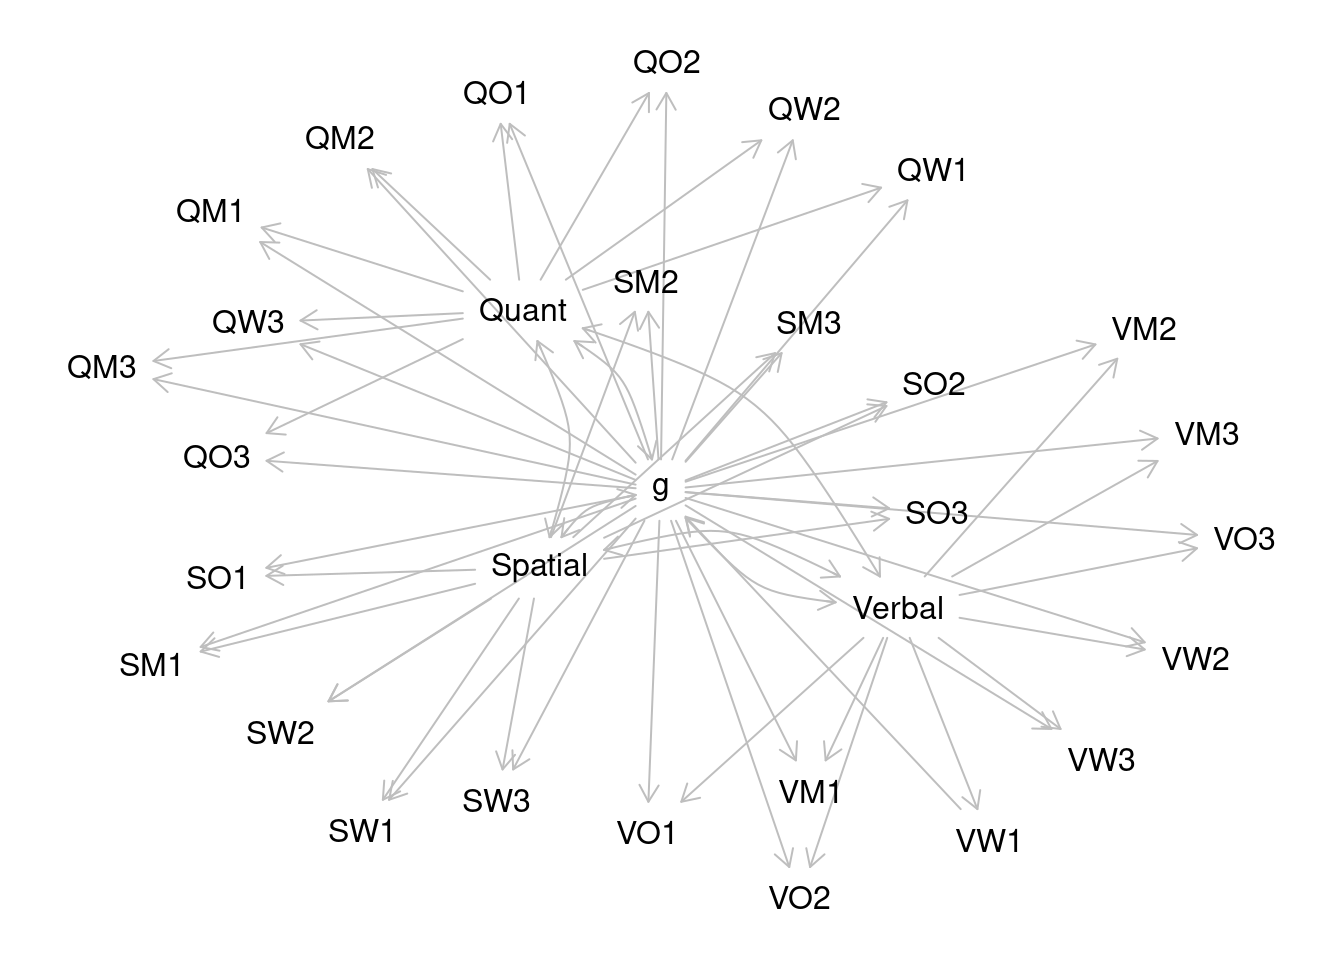 QO2
QO1
QW2
QM2
QW1
QM1
SM2
Quant
QW3
SM3
VM2
QM3
SO2
VM3
QO3
g
SO3
VO3
Spatial
SO1
Verbal
VW2
SM1
SW2
VW3
VM1
SW3
SW1
VO1
VW1
VO2